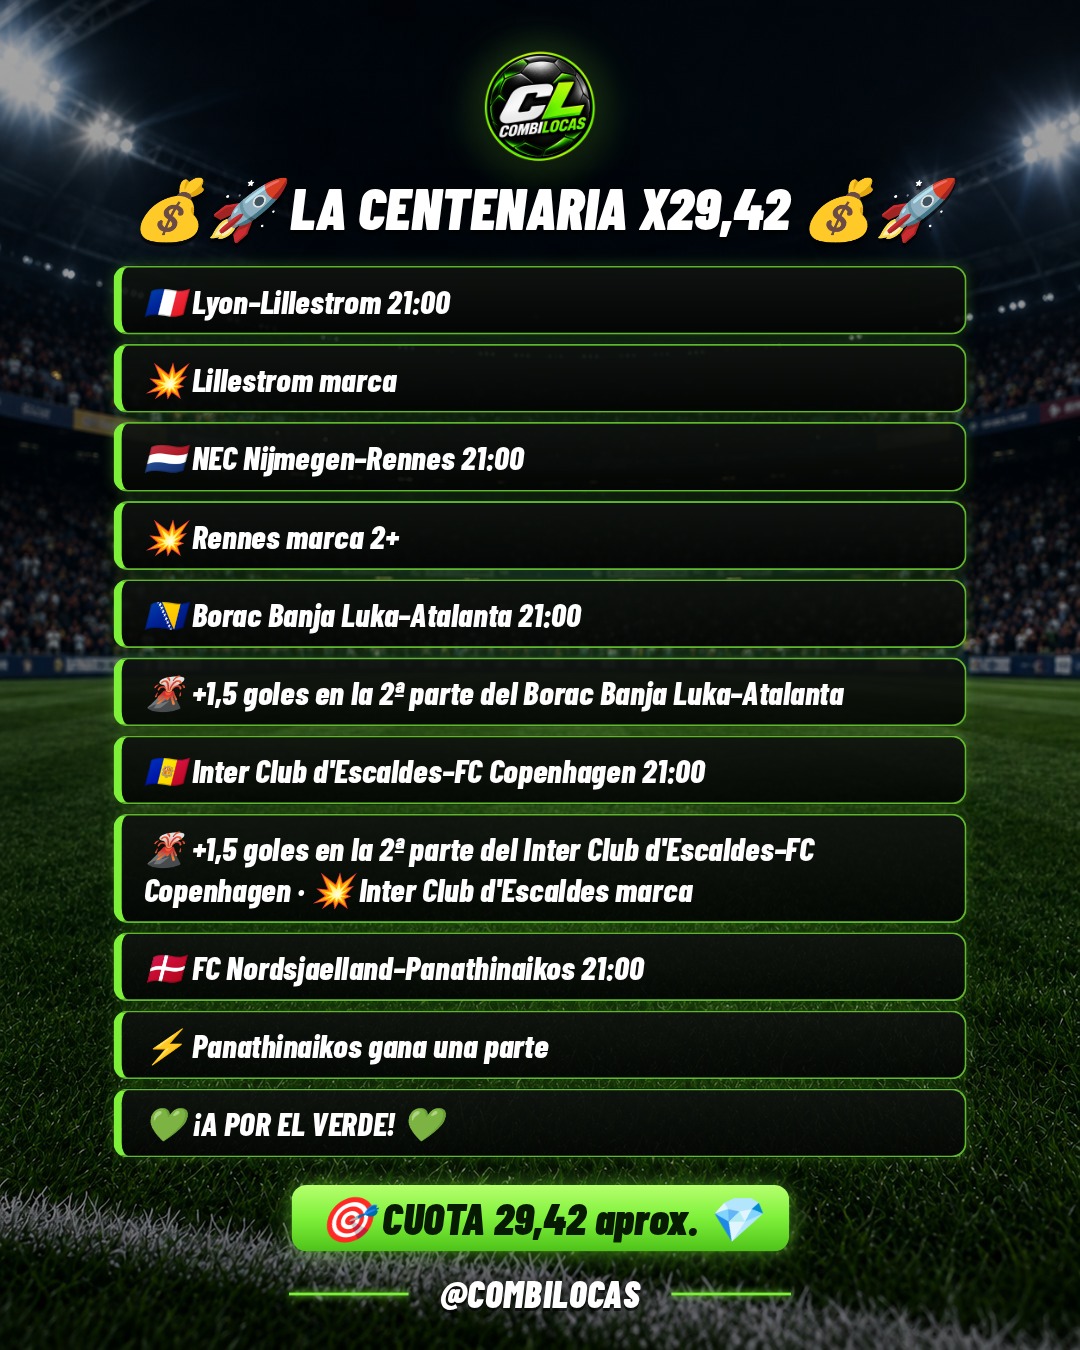 CL
COMBILOCAS
💰🚀LA CENTENARIA X29,42 💰🚀
🇫🇷Lyon-Lillestrom 21:00
💥Lillestrom marca
🇳🇱NEC Nijmegen-Rennes 21:00
💥Rennes marca 2+
🇧🇦Borac Banja Luka-Atalanta 21:00
🌋+1,5 goles en la 2ª parte del Borac Banja Luka-Atalanta
🇦🇩Inter Club d'Escaldes-FC Copenhagen 21:00
🌋+1,5 goles en la 2ª parte del Inter Club d'Escaldes-FC
Copenhagen · 💥Inter Club d'Escaldes marca
🇩🇰FC Nordsjaelland-Panathinaikos 21:00
⚡Panathinaikos gana una parte
💚¡A POR EL VERDE! 💚
🎯CUOTA 29,42 aprox. 💎
@COMBILOCAS